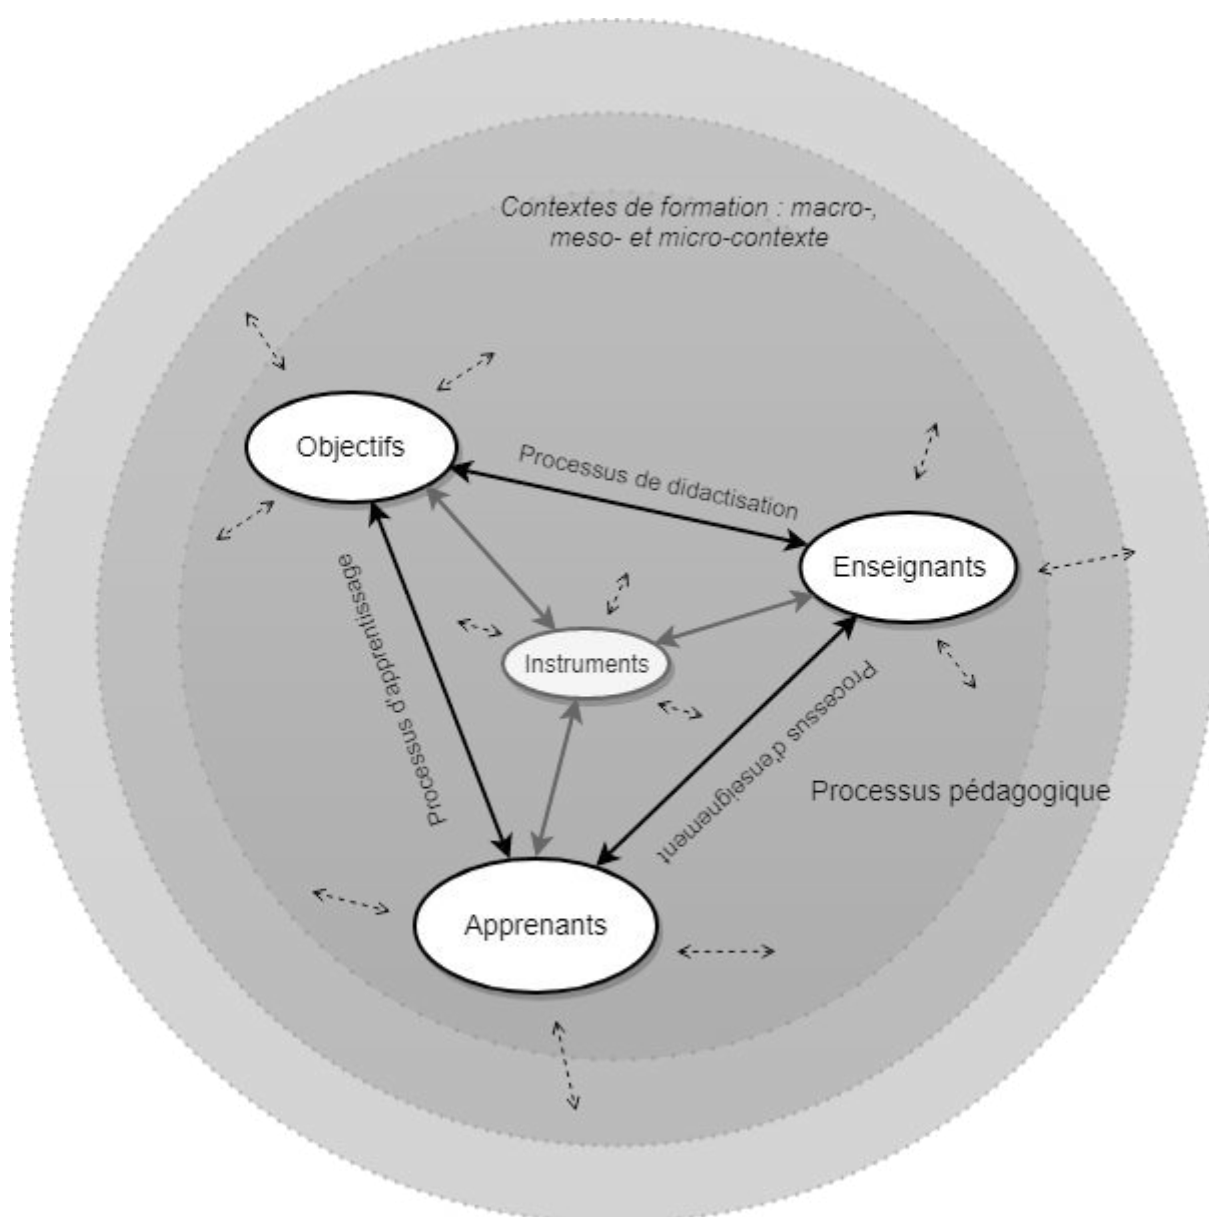 Contextes de formation : macro-,
meso- et micro-contexte
Objectifs
Processus de didactisation
Enseignants
Processus d'apprentissage
Instruments
Processus d'enseignement
Processus pédagogique
Apprenants